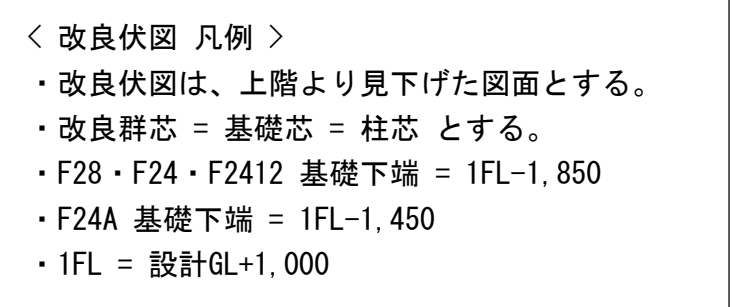 < 改良伏図 凡例 >
・改良伏図は、上階より見下げた図面とする。
・改良群芯 = 基礎芯 = 柱芯 とする。
・F28・F24・F2412 基礎下端 = 1FL-1,850
・F24A 基礎下端 = 1FL-1,450
・1FL = 設計GL+1,000